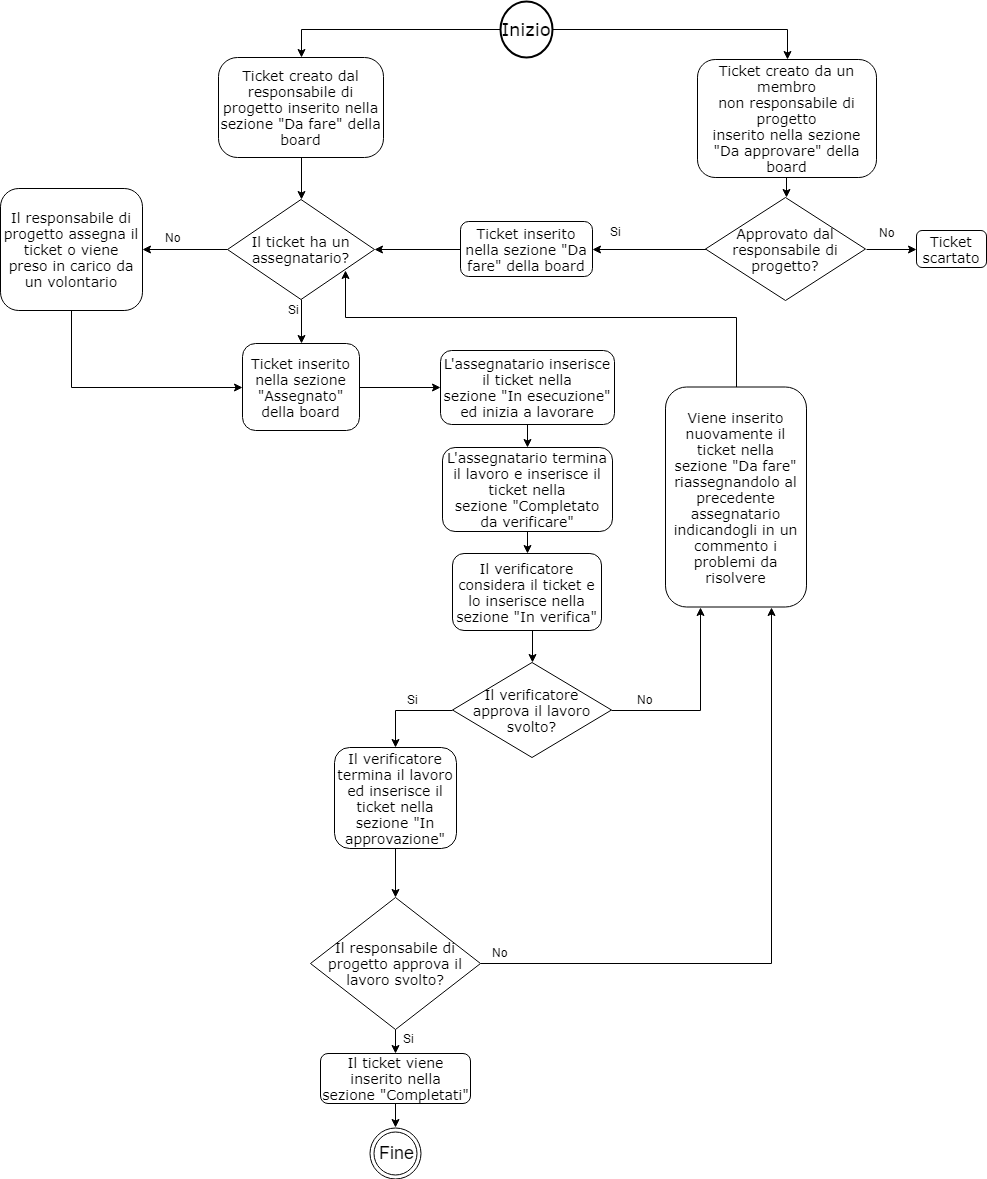 Inizio
Ticket creato dal
responsabile di
progetto inserito nella
sezione "Da fare" della
board
Ticket creato da un
membro
non responsabile di
progetto
inserito nella sezione
"Da approvare" della
board
Il responsabile di
progetto assegna il
ticket o viene
preso in carico da
un volontario
No
Il ticket ha un
assegnatario?
Ticket inserito
nella sezione "Da
fare" della board
Si
Approvato dal
responsabile di
progetto?
No
Ticket
scartato
Si
Ticket inserito
nella sezione
"Assegnato"
della board
L'assegnatario inserisce
il ticket nella
sezione "In esecuzione"
ed inizia a lavorare
L'assegnatario termina
il lavoro e inserisce il
ticket nella
sezione "Completato
da verificare"
Viene inserito
nuovamente il
ticket nella
sezione "Da fare"
riassegnandolo al
precedente
assegnatario
indicandogli in un
commento i
problemi da
risolvere
Il verificatore
considera il ticket e
lo inserisce nella
sezione "In verifica"
Si
Il verificatore
approva il lavoro
svolto?
No
Il verificatore
termina il lavoro
ed inserisce il
ticket nella
sezione "In
approvazione"
Il responsabile di
progetto approva il
lavoro svolto?
No
Si
Il ticket viene
inserito nella
sezione "Completati"
Fine